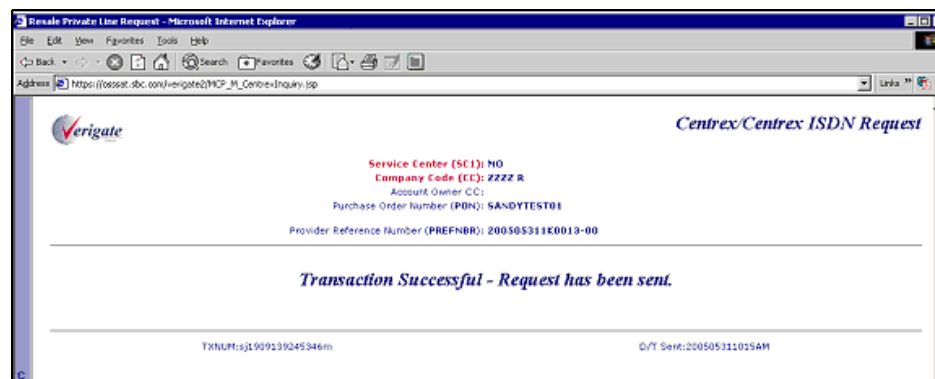 Resale Private Line Request - Microsoft Internet Explorer
File Edit View Favorites Tools Help
Back Search Favorites
Address https://osssat.sbc.com/verigate2/MCP_M_CentrexInquiry.jsp Links »
Verigate
Centrex/Centrex ISDN Request
Service Center (SC1): MO
Company Code (CC): ZZZZ R
Account Owner CC:
Purchase Order Number (PON): SANDYTEST01
Provider Reference Number (PREFNBR): 200505311K0013-00
Transaction Successful - Request has been sent.
TXNUM:sj1909139245346m D/T Sent:200505311015AM
C